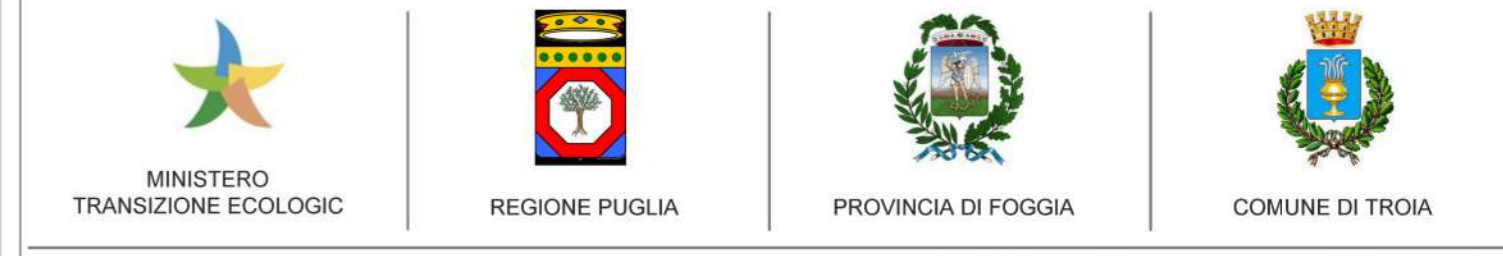 MINISTERO
TRANSIZIONE ECOLOGIC
REGIONE PUGLIA
PROVINCIA DI FOGGIA
COMUNE DI TROIA